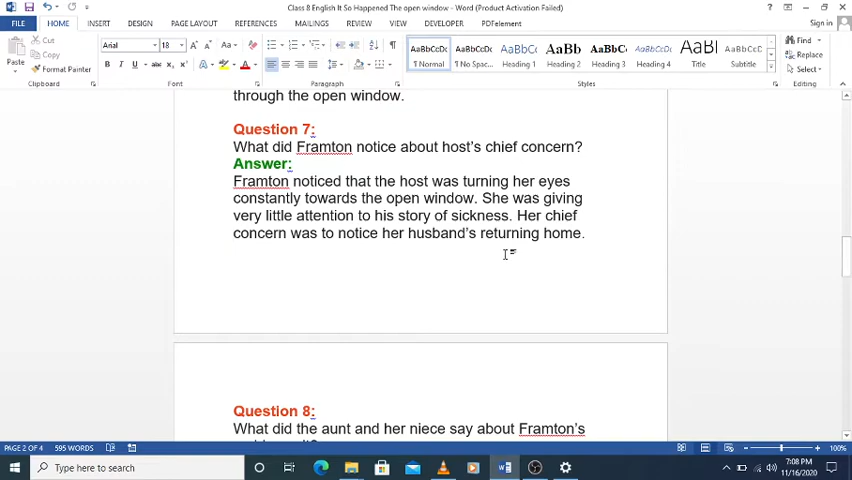 Class 8 English It So Happened The open window - Word (Product Activation Failed)
FILE HOME INSERT DESIGN PAGE LAYOUT REFERENCES MAILINGS REVIEW VIEW DEVELOPER PDFelement Sign in
Cut
Copy
Format Painter
Paste
Clipboard
Arial 18
Font
Paragraph
AaBbCcDc AaBbCcDc AaBbC AaBb AaBbC AaBbCcDc AaBl AaBbCcDc
¶ Normal ¶ No Spac... Heading 1 Heading 2 Heading 3 Heading 4 Title Subtitle
Styles
Find
Replace
Select
Editing
through the open window.
Question 7:
What did Framton notice about host's chief concern?
Answer:
Framton noticed that the host was turning her eyes
constantly towards the open window. She was giving
very little attention to his story of sickness. Her chief
concern was to notice her husband's returning home.
Question 8:
What did the aunt and her niece say about Framton's
PAGE 2 OF 4 595 WORDS 100%
Type here to search
7:08 PM
11/16/2020